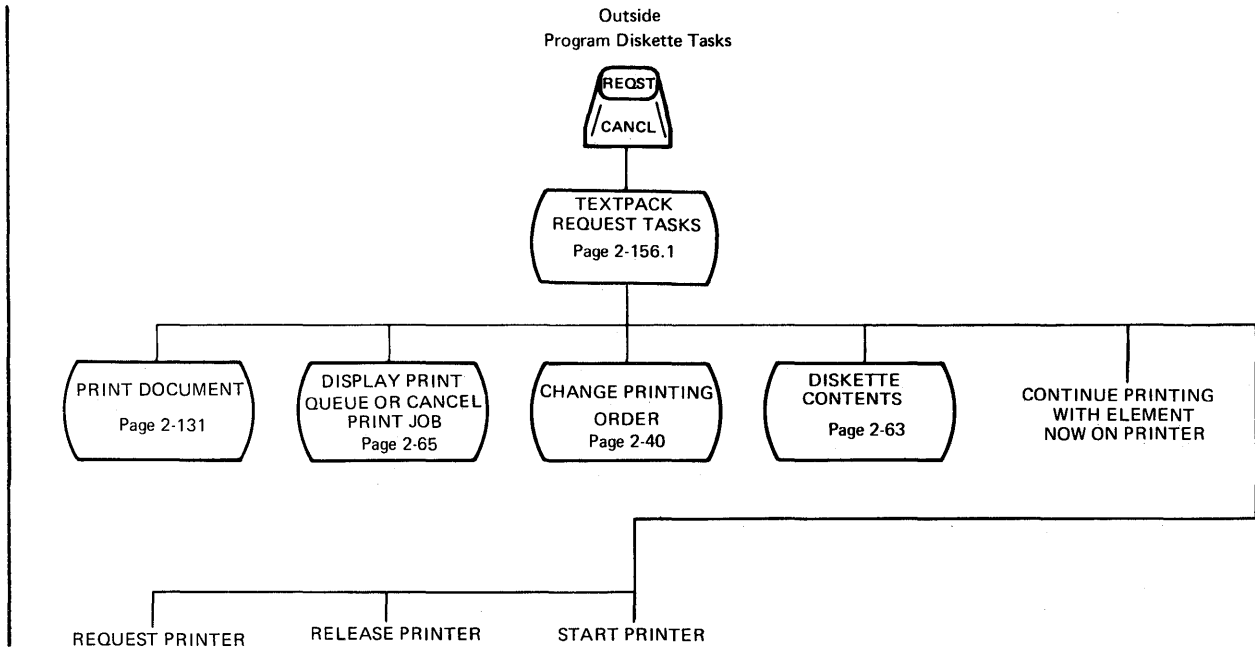 Outside
Program Diskette Tasks
REQST
CANCL
TEXTPACK
REQUEST TASKS
Page 2-156.1
PRINT DOCUMENT
Page 2-131
DISPLAY PRINT
QUEUE OR CANCEL
PRINT JOB
Page 2-65
CHANGE PRINTING
ORDER
Page 2-40
DISKETTE
CONTENTS
Page 2-63
CONTINUE PRINTING
WITH ELEMENT
NOW ON PRINTER
REQUEST PRINTER
RELEASE PRINTER
START PRINTER